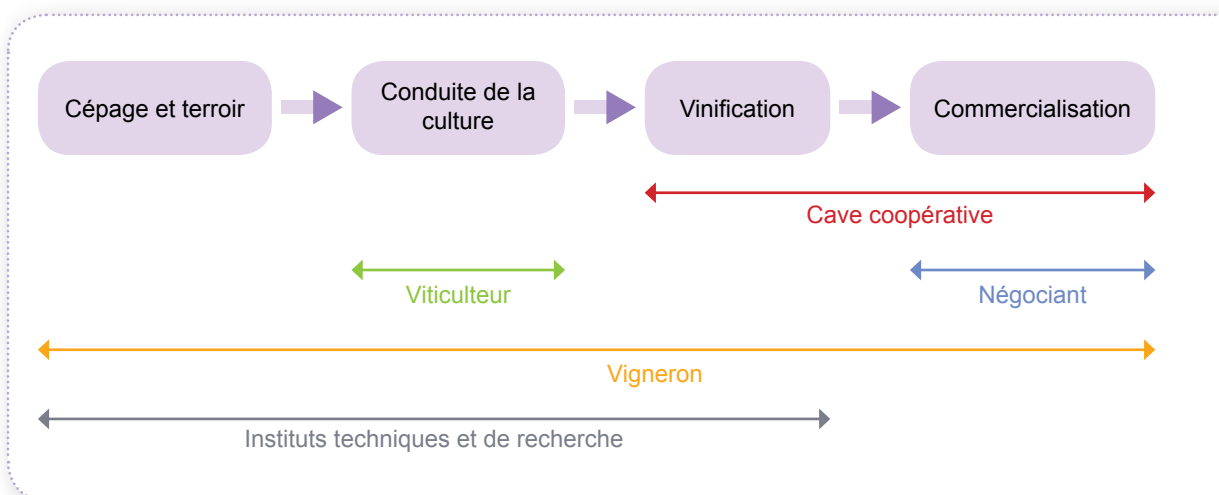 Cépage et terroir
Conduite de la
culture
Vinification
Commercialisation
Cave coopérative
Viticulteur
Négociant
Vigneron
Instituts techniques et de recherche